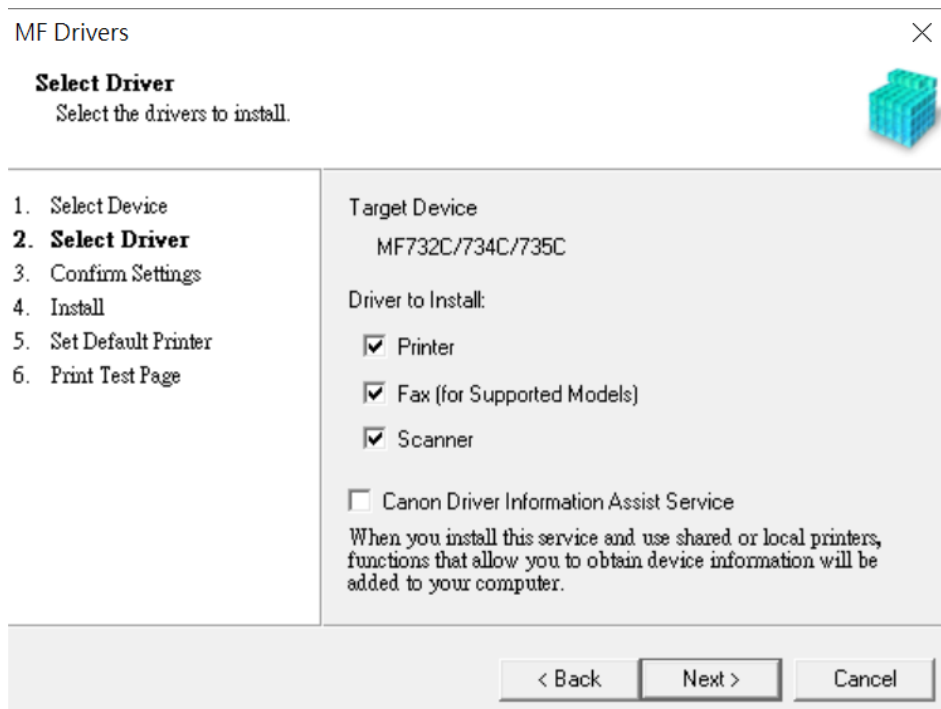 MF Drivers
Select Driver
Select the drivers to install.
1. Select Device
2. Select Driver
3. Confirm Settings
4. Install
5. Set Default Printer
6. Print Test Page
Target Device
MF732C/734C/735C
Driver to Install:
Printer
Fax (for Supported Models)
Scanner
Canon Driver Information Assist Service
When you install this service and use shared or local printers,
functions that allow you to obtain device information will be
added to your computer.
< Back
Next >
Cancel